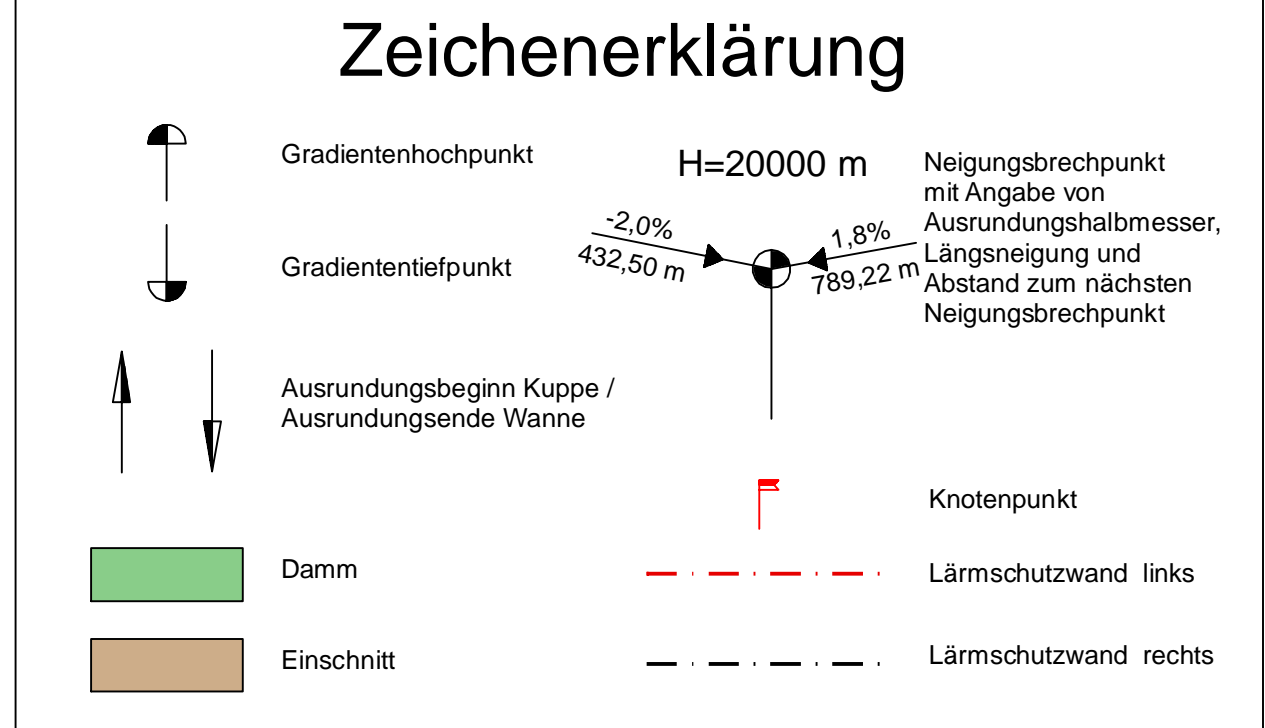 Zeichenerklärung
Gradientenhochpunkt
Gradiententiefpunkt
Ausrundungsbeginn Kuppe /
Ausrundungsende Wanne
Damm
Einschnitt
H=20000 m
-2,0%
432,50 m
1,8%
789,22 m
Neigungsbrechpunkt
mit Angabe von
Ausrundungshalbmesser,
Längsneigung und
Abstand zum nächsten
Neigungsbrechpunkt
Knotenpunkt
Lärmschutzwand links
Lärmschutzwand rechts